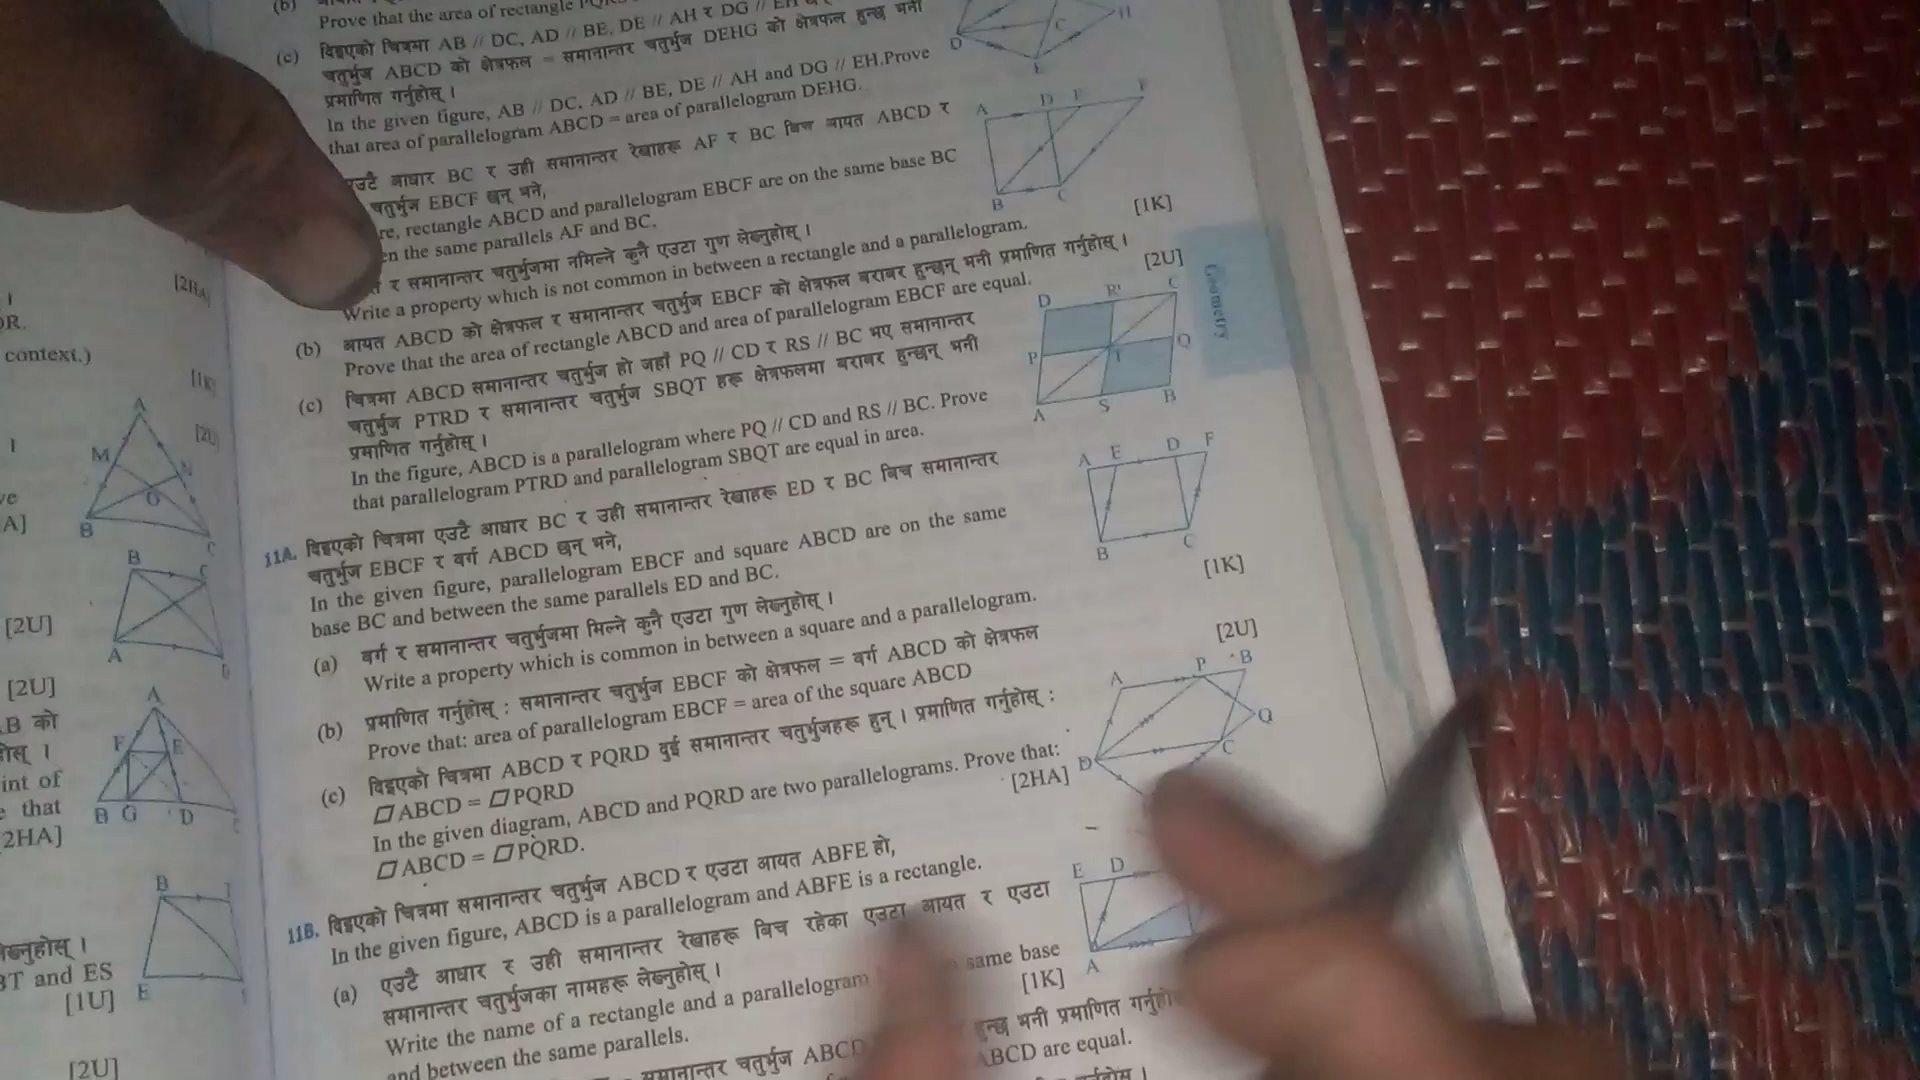 (b)
Prove that the area of rectangle
(c) दिइएको चित्रमा AB // DC, AD // BE, DE // AH र DG // EH
चतुर्भुज ABCD को क्षेत्रफल = समानान्तर चतुर्भुज DEHG को क्षेत्रफल हुन्छ भनी
प्रमाणित गर्नुहोस् ।
In the given figure, AB // DC, AD // BE, DE // AH and DG // EH.Prove
that area of parallelogram ABCD = area of parallelogram DEHG.
एउटै आधार BC र उही समानान्तर रेखाहरू AF र BC बिच आयत ABCD र
चतुर्भुज EBCF छन् भने,
re, rectangle ABCD and parallelogram EBCF are on the same base BC
en the same parallels AF and BC.
त र समानान्तर चतुर्भुजमा नमिल्ने कुनै एउटा गुण लेख्नुहोस् । [1K]
Write a property which is not common in between a rectangle and a parallelogram.
(b) आयत ABCD को क्षेत्रफल र समानान्तर चतुर्भुज EBCF को क्षेत्रफल बराबर हुन्छन् भनी प्रमाणित गर्नुहोस् ।
Prove that the area of rectangle ABCD and area of parallelogram EBCF are equal. [2U]
(c) चित्रमा ABCD समानान्तर चतुर्भुज हो जहाँ PQ // CD र RS // BC भए समानान्तर
चतुर्भुज PTRD र समानान्तर चतुर्भुज SBQT हरू क्षेत्रफलमा बराबर हुन्छन् भनी
प्रमाणित गर्नुहोस् ।
In the figure, ABCD is a parallelogram where PQ // CD and RS // BC. Prove
that parallelogram PTRD and parallelogram SBQT are equal in area.
11A. दिइएको चित्रमा एउटै आधार BC र उही समानान्तर रेखाहरू ED र BC बिच समानान्तर
चतुर्भुज EBCF र वर्ग ABCD छन् भने,
In the given figure, parallelogram EBCF and square ABCD are on the same
base BC and between the same parallels ED and BC.
(a) वर्ग र समानान्तर चतुर्भुजमा मिल्ने कुनै एउटा गुण लेख्नुहोस् । [1K]
Write a property which is common in between a square and a parallelogram.
(b) प्रमाणित गर्नुहोस् : समानान्तर चतुर्भुज EBCF को क्षेत्रफल = वर्ग ABCD को क्षेत्रफल [2U]
Prove that: area of parallelogram EBCF = area of the square ABCD
(c) दिइएको चित्रमा ABCD र PQRD दुई समानान्तर चतुर्भुजहरू हुन् । प्रमाणित गर्नुहोस् :
▱ABCD = ▱PQRD
In the given diagram, ABCD and PQRD are two parallelograms. Prove that:
▱ABCD = ▱PQRD. [2HA]
11B. दिइएको चित्रमा समानान्तर चतुर्भुज ABCD र एउटा आयत ABFE हो,
In the given figure, ABCD is a parallelogram and ABFE is a rectangle.
(a) एउटै आधार र उही समानान्तर रेखाहरू बिच रहेका एउटा आयत र एउटा
समानान्तर चतुर्भुजका नामहरू लेख्नुहोस् ।
Write the name of a rectangle and a parallelogram same base
and between the same parallels. [1K]
समानान्तर चतुर्भुज ABCD हुन्छ भनी प्रमाणित
ABCD are equal.
Geometry
D C H E
A D E F B C
D R C P T Q A S B
A E D F B C
A P B Q D C
E D A
[2HA]
OR.
context.)
[1K]
[2U]
A M N O B C
A]
B C A D
[2U]
[2U]
AB को
int of
that
2HA]
A F E B G D
लेख्नुहोस् ।
BT and ES
[1U]
B E
[2U]